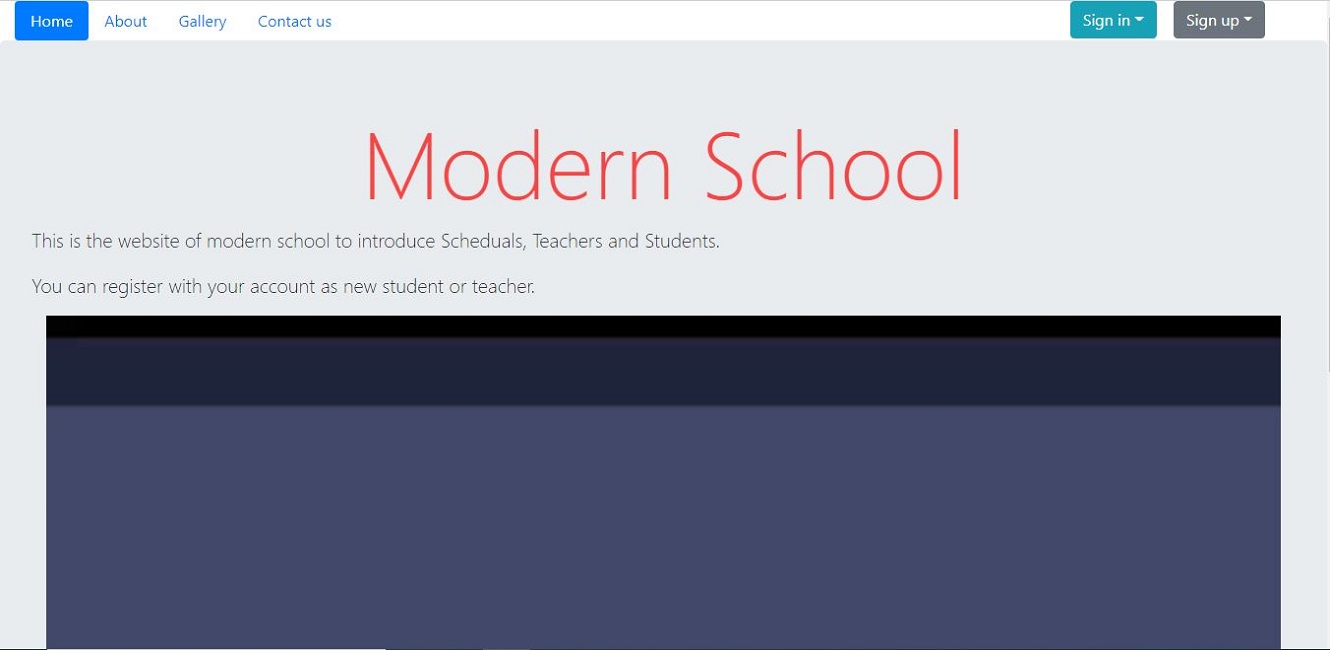 Home About Gallery Contact us Sign in Sign up
Modern School
This is the website of modern school to introduce Scheduals, Teachers and Students.
You can register with your account as new student or teacher.